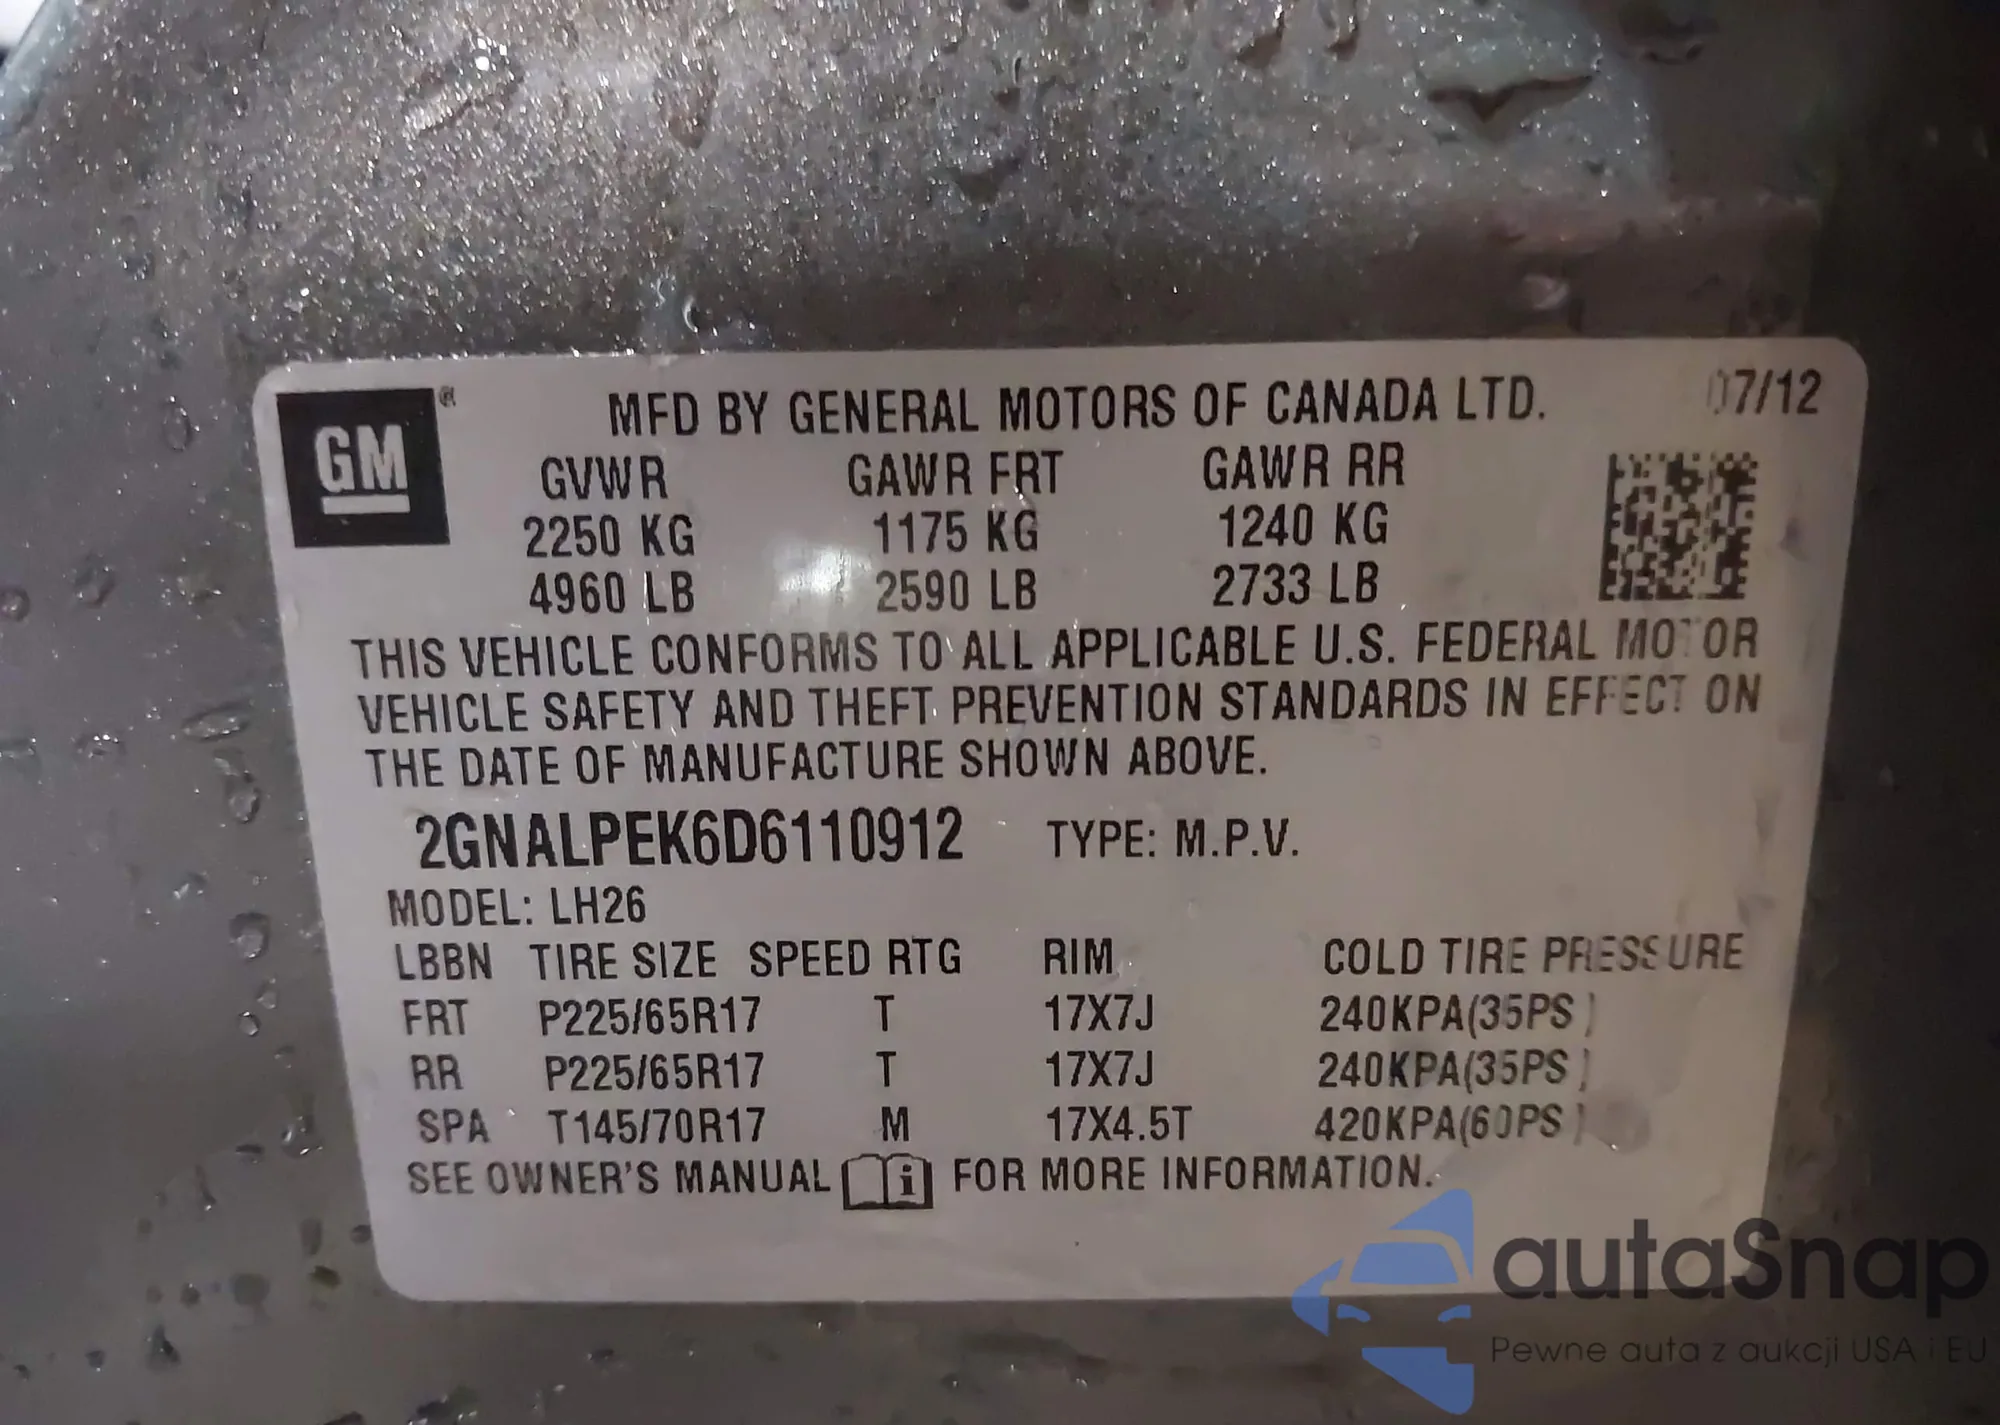 GM®
MFD BY GENERAL MOTORS OF CANADA LTD. 07/12
GVWR GAWR FRT GAWR RR
2250 KG 1175 KG 1240 KG
4960 LB 2590 LB 2733 LB
THIS VEHICLE CONFORMS TO ALL APPLICABLE U.S. FEDERAL MOTOR
VEHICLE SAFETY AND THEFT PREVENTION STANDARDS IN EFFECT ON
THE DATE OF MANUFACTURE SHOWN ABOVE.
2GNALPEK6D6110912 TYPE: M.P.V.
MODEL: LH26
LBBN TIRE SIZE SPEED RTG RIM COLD TIRE PRESSURE
FRT P225/65R17 T 17X7J 240KPA(35PSI)
RR P225/65R17 T 17X7J 240KPA(35PSI)
SPA T145/70R17 M 17X4.5T 420KPA(60PSI)
SEE OWNER'S MANUAL i FOR MORE INFORMATION.
autaSnap
Pewne auta z aukcji USA i EU